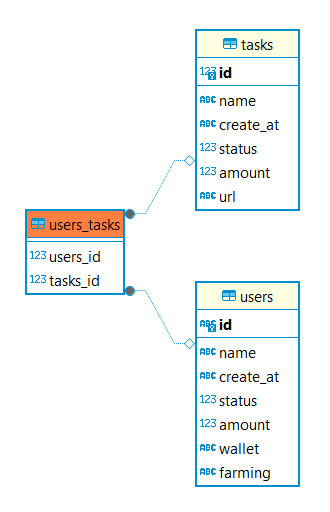 tasks
123 id
ABC name
ABC create_at
123 status
123 amount
ABC url
users_tasks
123 users_id
123 tasks_id
users
ABC id
ABC name
ABC create_at
123 status
123 amount
ABC wallet
ABC farming